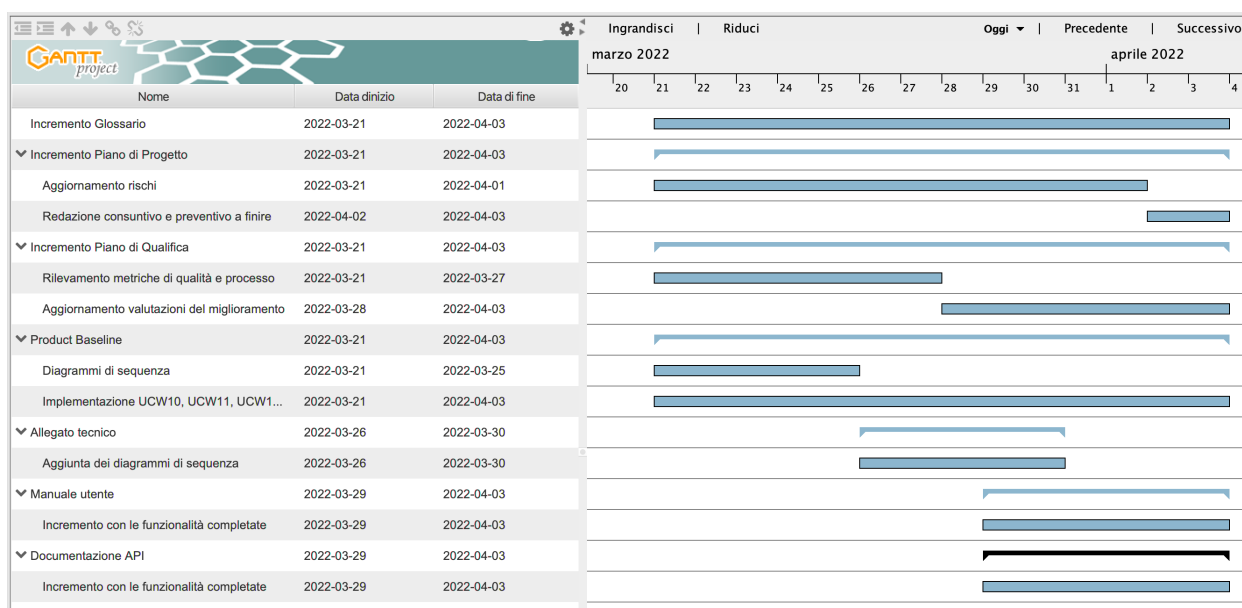 Ingrandisci | Riduci Oggi | Precedente | Successivo
GANTT project
marzo 2022 aprile 2022
20 21 22 23 24 25 26 27 28 29 30 31 1 2 3 4
Nome Data dinizio Data di fine
Incremento Glossario 2022-03-21 2022-04-03
Incremento Piano di Progetto 2022-03-21 2022-04-03
Aggiornamento rischi 2022-03-21 2022-04-01
Redazione consuntivo e preventivo a finire 2022-04-02 2022-04-03
Incremento Piano di Qualifica 2022-03-21 2022-04-03
Rilevamento metriche di qualità e processo 2022-03-21 2022-03-27
Aggiornamento valutazioni del miglioramento 2022-03-28 2022-04-03
Product Baseline 2022-03-21 2022-04-03
Diagrammi di sequenza 2022-03-21 2022-03-25
Implementazione UCW10, UCW11, UCW1... 2022-03-21 2022-04-03
Allegato tecnico 2022-03-26 2022-03-30
Aggiunta dei diagrammi di sequenza 2022-03-26 2022-03-30
Manuale utente 2022-03-29 2022-04-03
Incremento con le funzionalità completate 2022-03-29 2022-04-03
Documentazione API 2022-03-29 2022-04-03
Incremento con le funzionalità completate 2022-03-29 2022-04-03